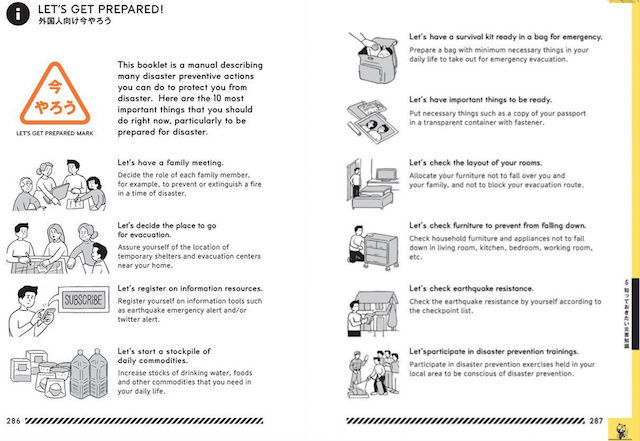 i
LET'S GET PREPARED!
外国人向け今やろう
今
やろう
LET'S GET PREPARED MARK
This booklet is a manual describing
many disaster preventive actions
you can do to protect you from
disaster. Here are the 10 most
important things that you should
do right now, particularly to be
prepared for disaster.
Let's have a family meeting.
Decide the role of each family member,
for example, to prevent or extinguish a fire
in a time of disaster.
Let's decide the place to go
for evacuation.
Assure yourself of the location of
temporary shelters and evacuation centers
near your home.
SUBSCRIBE
Let's register on information resources.
Register yourself on information tools such
as earthquake emergency alert and/or
twitter alert.
Let's start a stockpile of
daily commodities.
Increase stocks of drinking water, foods
and other commodities that you need in
your daily life.
286
Let's have a survival kit ready in a bag for emergency.
Prepare a bag with minimum necessary things in your
daily life to take out for emergency evacuation.
Let's have important things to be ready.
Put necessary things such as a copy of your passport
in a transparent container with fastener.
Let's check the layout of your rooms.
Allocate your furniture not to fall over you and
your family, and not to block your evacuation route.
Let's check furniture to prevent from falling down.
Check household furniture and appliances not to fall
down in living room, kitchen, bedroom, working room,
etc.
Let's check earthquake resistance.
Check the earthquake resistance by yourself according to
the checkpoint list.
Let'sparticipate in disaster prevention trainings.
Participate in disaster prevention exercises held in your
local area to be conscious of disaster prevention.
知っておきたい災害知識
287